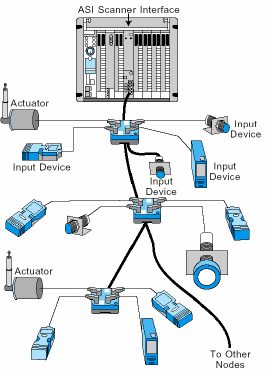 ASI Scanner Interface
Actuator
Input
Device
Input Device
Input
Device
Input
Device
Actuator
To Other
Nodes